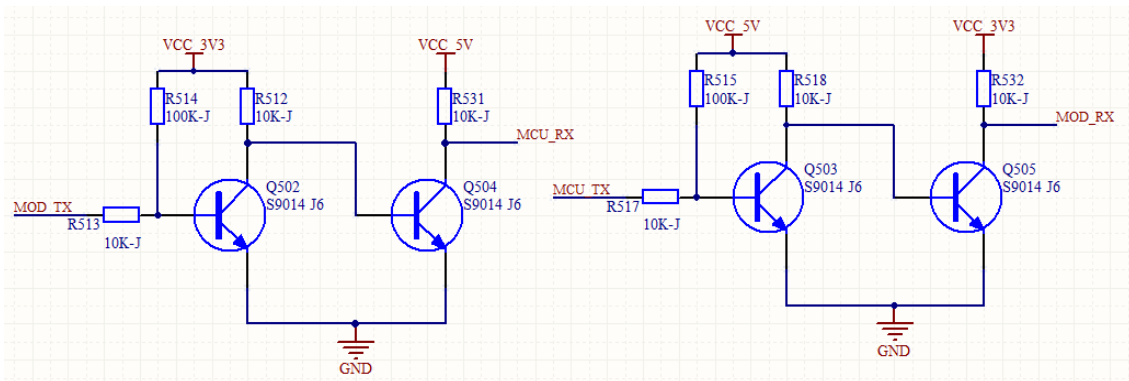 VCC_3V3
R514
100K-J
R512
10K-J
VCC_5V
R531
10K-J
MCU_RX
Q502
S9014 J6
Q504
S9014 J6
MOD_TX
R513
10K-J
GND
VCC_5V
R515
100K-J
R518
10K-J
VCC_3V3
R532
10K-J
MOD_RX
Q503
S9014 J6
Q505
S9014 J6
MCU_TX
R517
10K-J
GND